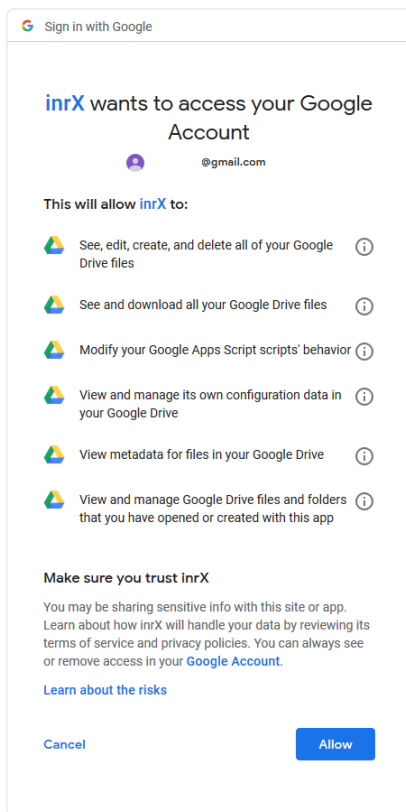 Sign in with Google
inrX wants to access your Google
Account
@gmail.com
This will allow inrX to:
See, edit, create, and delete all of your Google
Drive files
See and download all your Google Drive files
Modify your Google Apps Script scripts' behavior
View and manage its own configuration data in
your Google Drive
View metadata for files in your Google Drive
View and manage Google Drive files and folders
that you have opened or created with this app
Make sure you trust inrX
You may be sharing sensitive info with this site or app.
Learn about how inrX will handle your data by reviewing its
terms of service and privacy policies. You can always see
or remove access in your Google Account.
Learn about the risks
Cancel
Allow